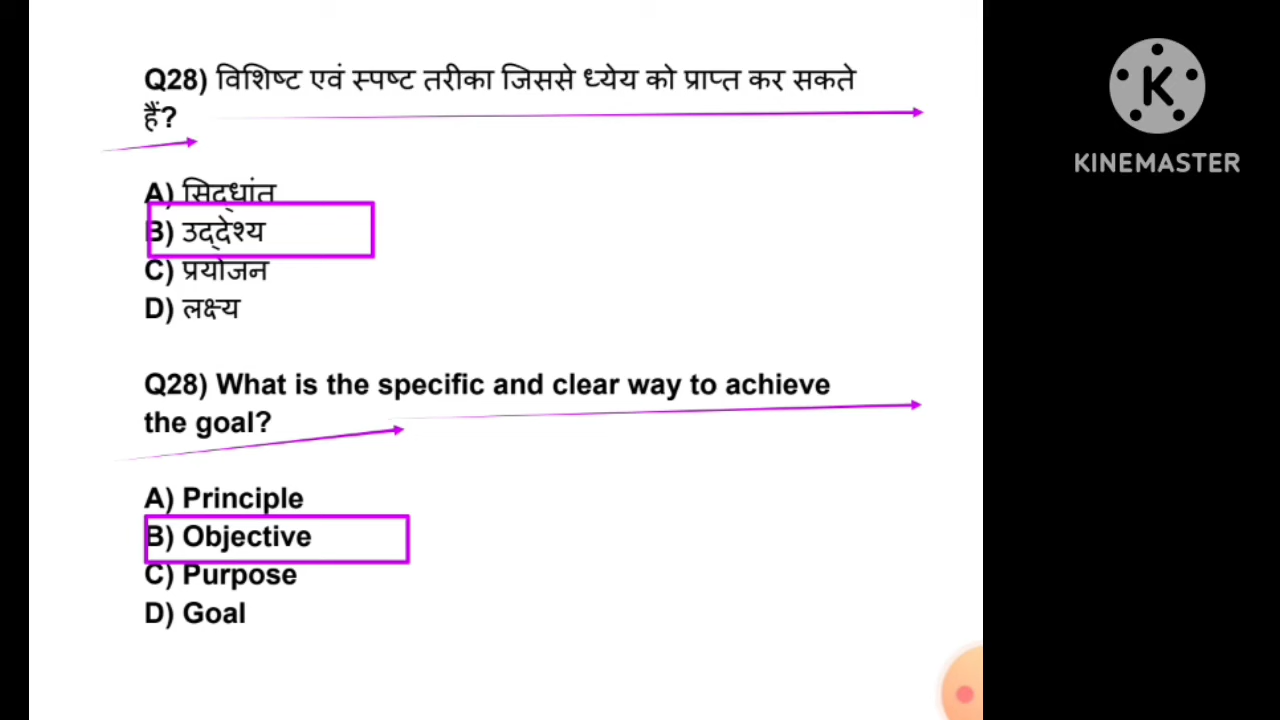 Q28) विशिष्ट एवं स्पष्ट तरीका जिससे ध्येय को प्राप्त कर सकते
हैं?
A) सिद्धांत
B) उद्देश्य
C) प्रयोजन
D) लक्ष्य
Q28) What is the specific and clear way to achieve
the goal?
A) Principle
B) Objective
C) Purpose
D) Goal
K
KINEMASTER